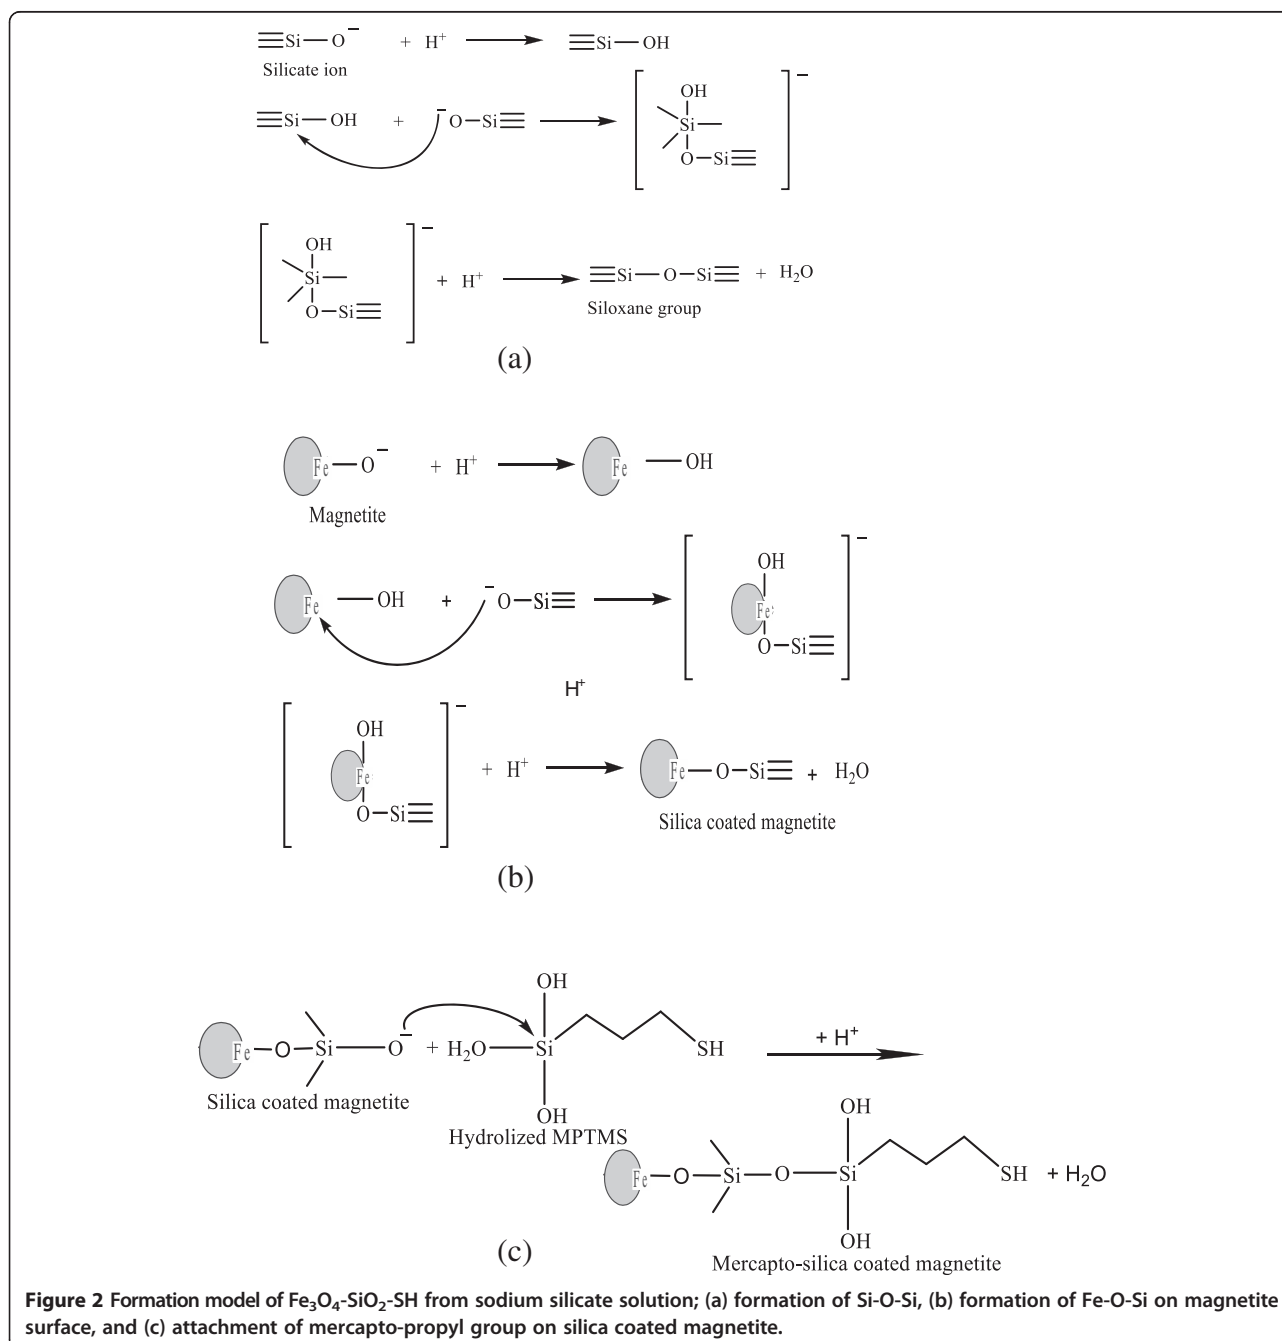 ≡Si—O⁻ + H⁺ ≡Si—OH
Silicate ion
≡Si—OH + ⁻O—Si≡ [OH Si O—Si≡]⁻
[OH Si O—Si≡]⁻ + H⁺ ≡Si—O—Si≡ + H₂O
Siloxane group
(a)
Fe—O⁻ + H⁺ Fe —OH
Magnetite
Fe —OH + ⁻O—Si≡ [OH Fe⁺ O—Si≡]⁻
H⁺
[OH Fe O—Si≡]⁻ + H⁺ Fe—O—Si≡ + H₂O
Silica coated magnetite
(b)
OH
Fe—O—Si—O⁻ + H₂O—Si SH + H⁺
Silica coated magnetite
OH
Hydrolized MPTMS
OH
Fe—O—Si—O—Si SH + H₂O
OH
(c)
Mercapto-silica coated magnetite
Figure 2 Formation model of Fe₃O₄-SiO₂-SH from sodium silicate solution; (a) formation of Si-O-Si, (b) formation of Fe-O-Si on magnetite
surface, and (c) attachment of mercapto-propyl group on silica coated magnetite.